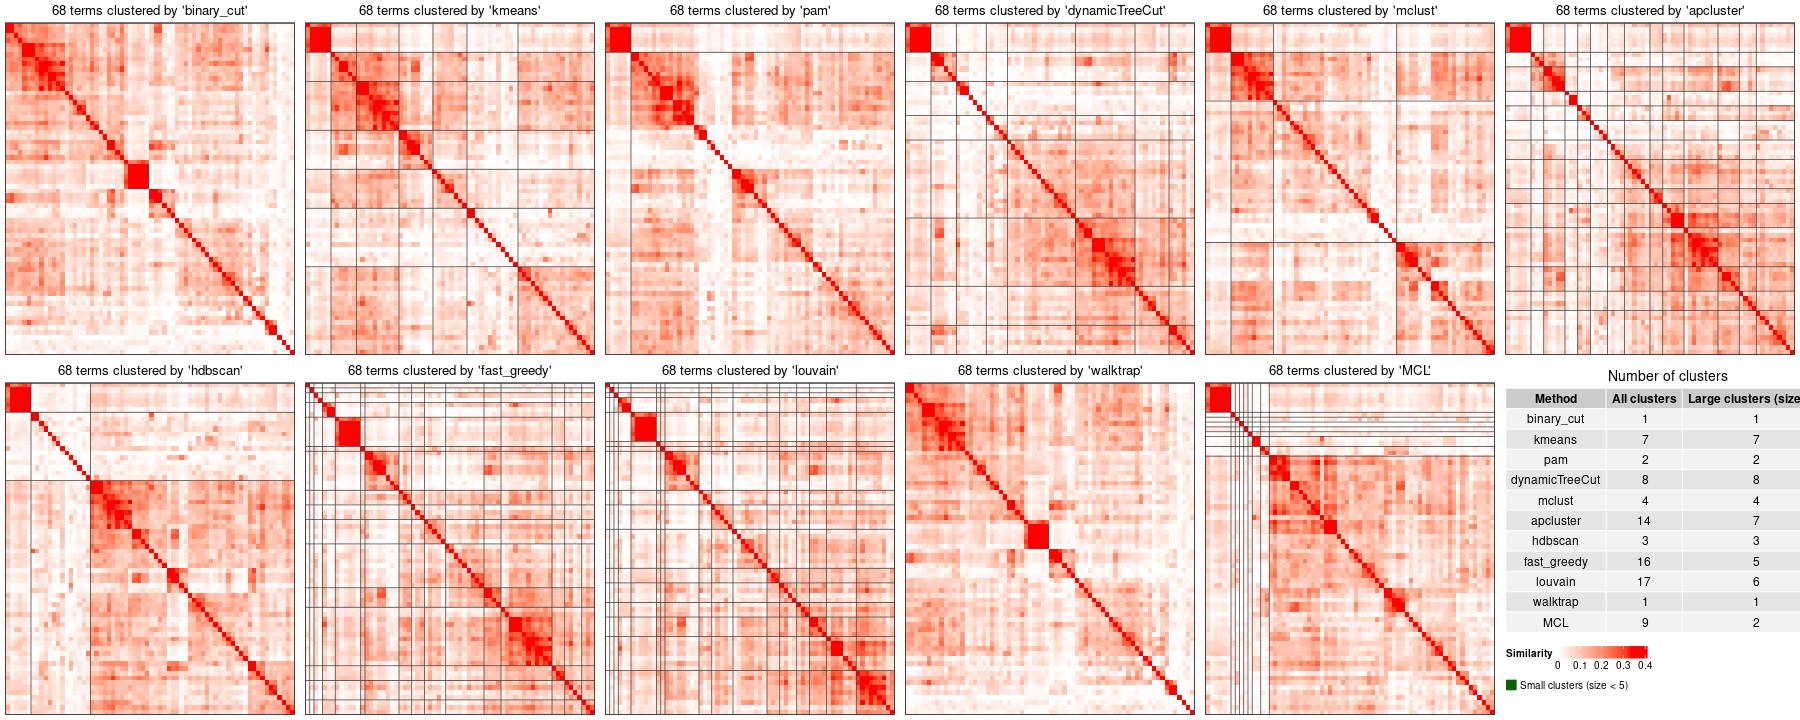 68 terms clustered by 'binary_cut'
68 terms clustered by 'kmeans'
68 terms clustered by 'pam'
68 terms clustered by 'dynamicTreeCut'
68 terms clustered by 'mclust'
68 terms clustered by 'apcluster'
68 terms clustered by 'hdbscan'
68 terms clustered by 'fast_greedy'
68 terms clustered by 'louvain'
68 terms clustered by 'walktrap'
68 terms clustered by 'MCL'
Number of clusters
Method All clusters Large clusters (size
binary_cut 1 1
kmeans 7 7
pam 2 2
dynamicTreeCut 8 8
mclust 4 4
apcluster 14 7
hdbscan 3 3
fast_greedy 16 5
louvain 17 6
walktrap 1 1
MCL 9 2
Similarity
0 0.1 0.2 0.3 0.4
Small clusters (size < 5)